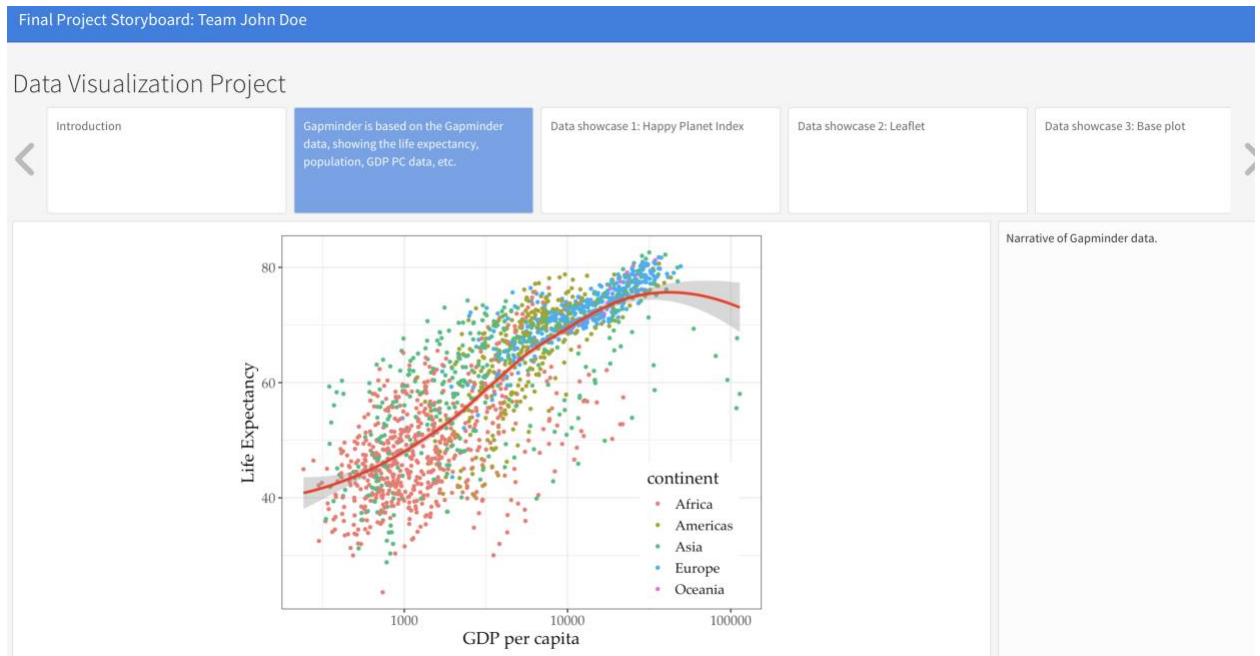 Final Project Storyboard: Team John Doe
Data Visualization Project
Introduction
Gapminder is based on the Gapminder
data, showing the life expectancy,
population, GDP PC data, etc.
Data showcase 1: Happy Planet Index
Data showcase 2: Leaflet
Data showcase 3: Base plot
Narrative of Gapminder data.
80
60
40
Life Expectancy
continent
Africa
Americas
Asia
Europe
Oceania
1000
10000
100000
GDP per capita